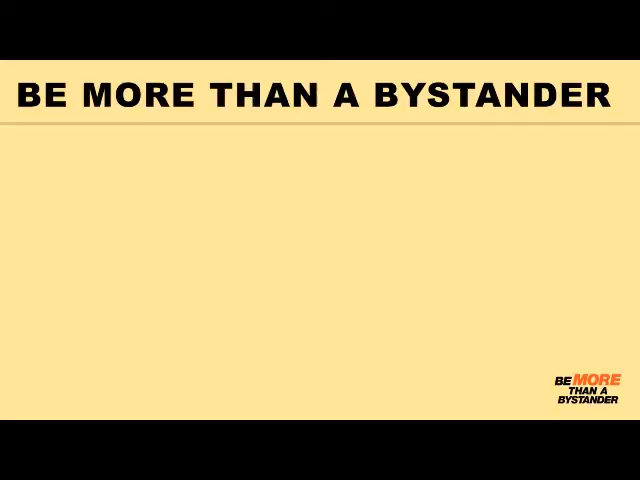 BE MORE THAN A BYSTANDER
BE MORE
THAN A
BYSTANDER